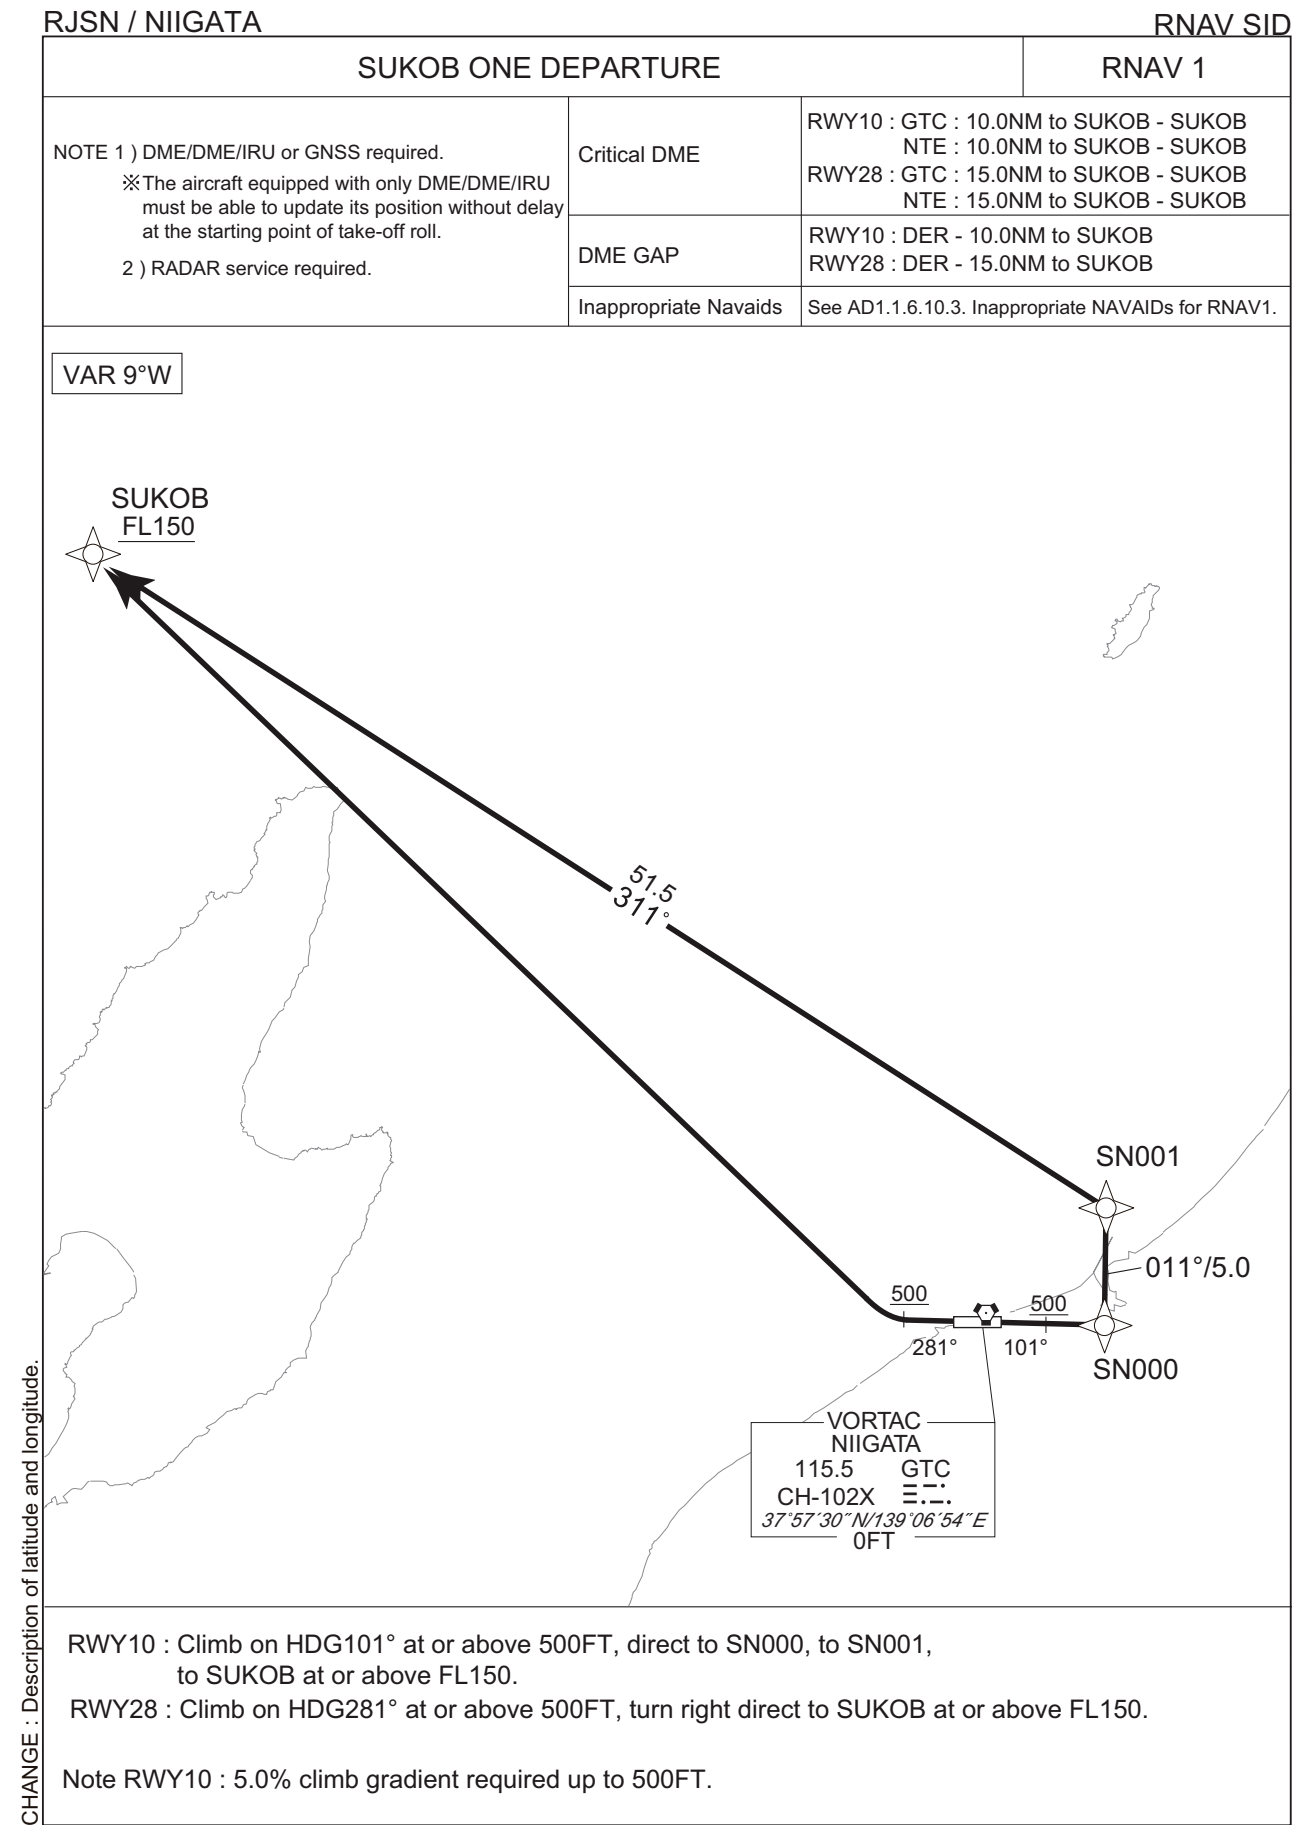 RJSN / NIIGATA
RNAV SID
SUKOB ONE DEPARTURE
RNAV 1
NOTE 1 ) DME/DME/IRU or GNSS required.
※The aircraft equipped with only DME/DME/IRU
must be able to update its position without delay
at the starting point of take-off roll.
2 ) RADAR service required.
Critical DME
RWY10 : GTC : 10.0NM to SUKOB - SUKOB
NTE : 10.0NM to SUKOB - SUKOB
RWY28 : GTC : 15.0NM to SUKOB - SUKOB
NTE : 15.0NM to SUKOB - SUKOB
DME GAP
RWY10 : DER - 10.0NM to SUKOB
RWY28 : DER - 15.0NM to SUKOB
Inappropriate Navaids
See AD1.1.6.10.3. Inappropriate NAVAIDs for RNAV1.
VAR 9°W
SUKOB
FL150
51.5
311°
SN001
011°/5.0
500
500
281°
101°
SN000
VORTAC
NIIGATA
115.5 GTC
CH-102X
37°57′30″N/139°06′54″E
0FT
RWY10 : Climb on HDG101° at or above 500FT, direct to SN000, to SN001,
to SUKOB at or above FL150.
RWY28 : Climb on HDG281° at or above 500FT, turn right direct to SUKOB at or above FL150.
Note RWY10 : 5.0% climb gradient required up to 500FT.
CHANGE : Description of latitude and longitude.